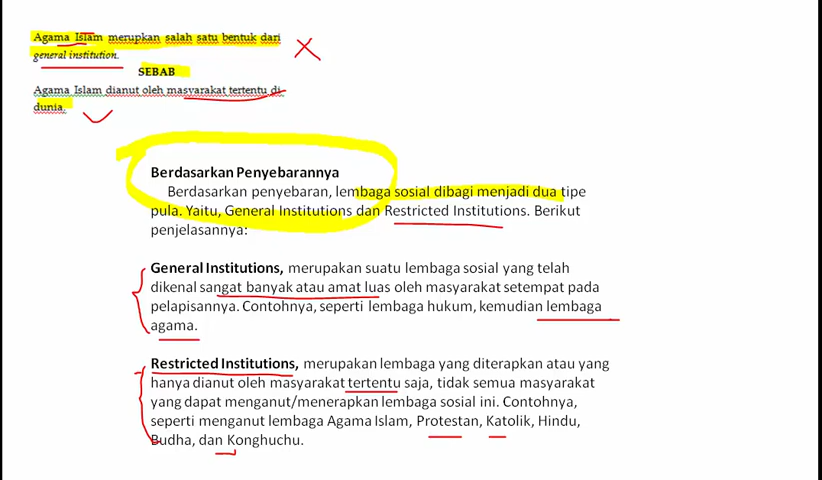 Agama Islam merupkan salah satu bentuk dari
general institution.
SEBAB
Agama Islam dianut oleh masyarakat tertentu di
dunia.
Berdasarkan Penyebarannya
Berdasarkan penyebaran, lembaga sosial dibagi menjadi dua tipe
pula. Yaitu, General Institutions dan Restricted Institutions. Berikut
penjelasannya:
General Institutions, merupakan suatu lembaga sosial yang telah
dikenal sangat banyak atau amat luas oleh masyarakat setempat pada
pelapisannya. Contohnya, seperti lembaga hukum, kemudian lembaga
agama.
Restricted Institutions, merupakan lembaga yang diterapkan atau yang
hanya dianut oleh masyarakat tertentu saja, tidak semua masyarakat
yang dapat menganut/menerapkan lembaga sosial ini. Contohnya,
seperti menganut lembaga Agama Islam, Protestan, Katolik, Hindu,
Budha, dan Konghuchu.